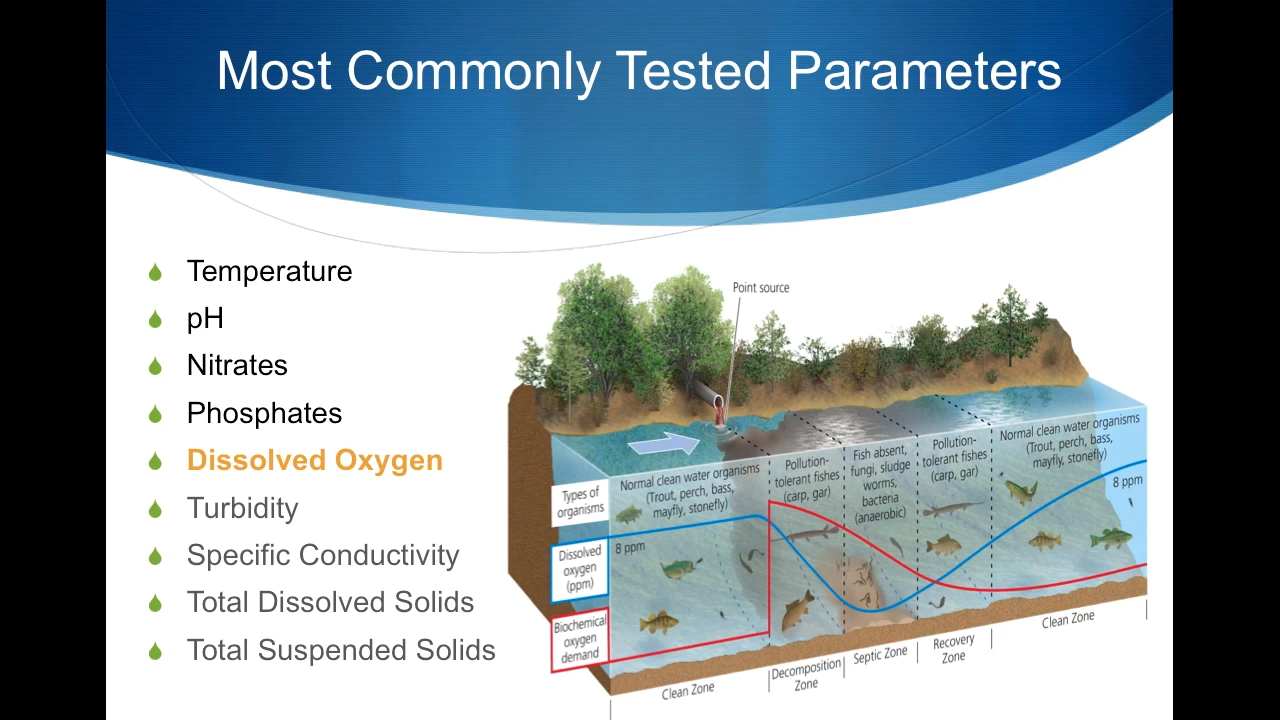 Most Commonly Tested Parameters
Temperature
pH
Nitrates
Phosphates
Dissolved Oxygen
Turbidity
Specific Conductivity
Total Dissolved Solids
Total Suspended Solids
Point source
Types of
organisms
Normal clean water organisms
(Trout, perch, bass,
mayfly, stonefly)
Pollution-
tolerant fishes
(carp, gar)
Fish absent,
fungi, sludge
worms,
bacteria
(anaerobic)
Pollution-
tolerant fishes
(carp, gar)
Normal clean water organisms
(Trout, perch, bass,
mayfly, stonefly)
Dissolved
oxygen
(ppm)
8 ppm
8 ppm
Biochemical
oxygen
demand
Clean Zone
Decomposition
Zone
Septic Zone
Recovery
Zone
Clean Zone